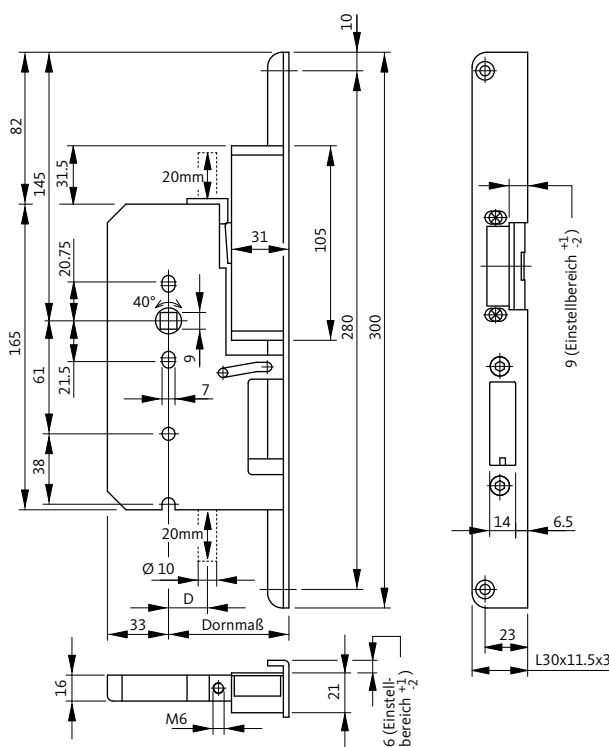 10
82
145
31.5
20mm
31
105
20.75
40°
165
9
280
300
9 (Einstellbereich +1 -2)
21.5
7
61
38
20mm
14
6.5
Ø 10
D
33
Dornmaß
23
L30x11.5x3
16
M6
21
6 (Einstell-
bereich +1 -2)